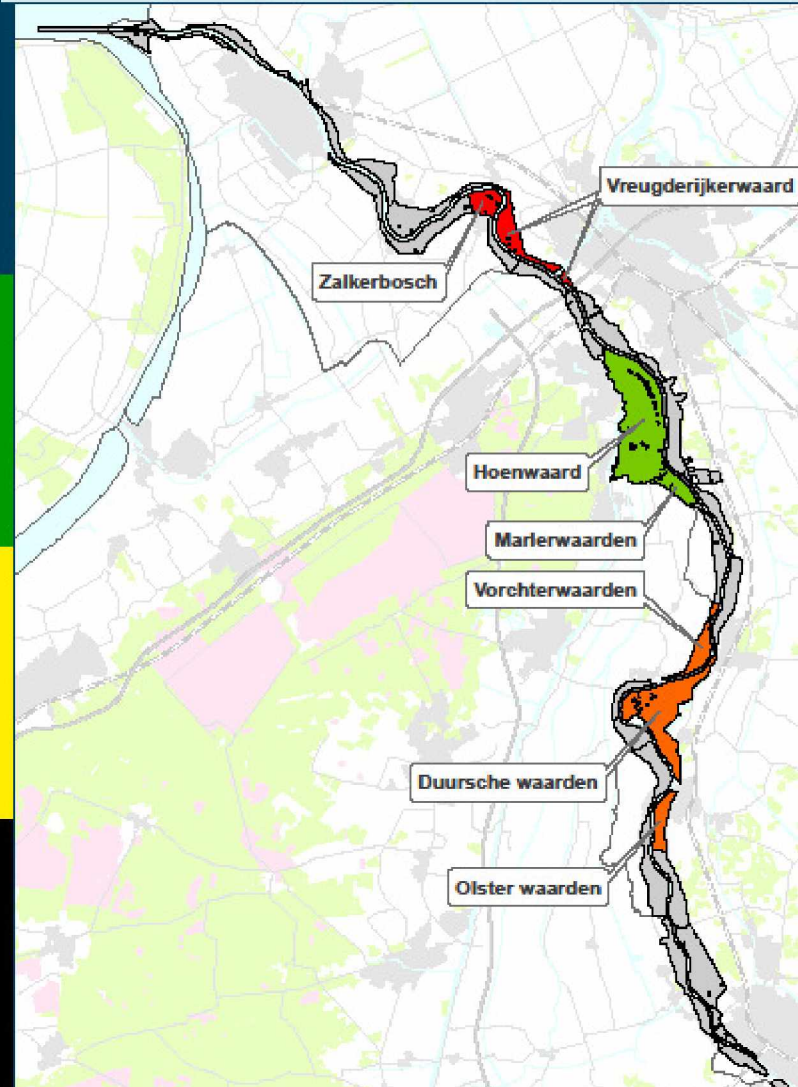 Vreugderijkerwaard
Zalkerbosch
Hoenwaard
Marlerwaarden
Vorchterwaarden
Duursche waarden
Olster waarden